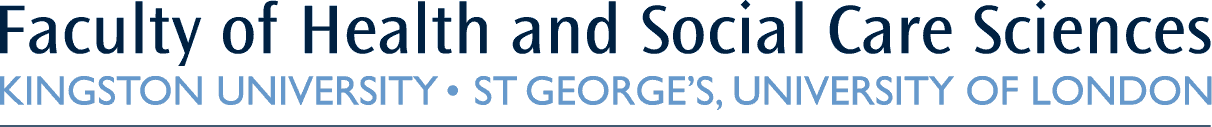 Faculty of Health and Social Care Sciences
KINGSTON UNIVERSITY • ST GEORGE'S, UNIVERSITY OF LONDON